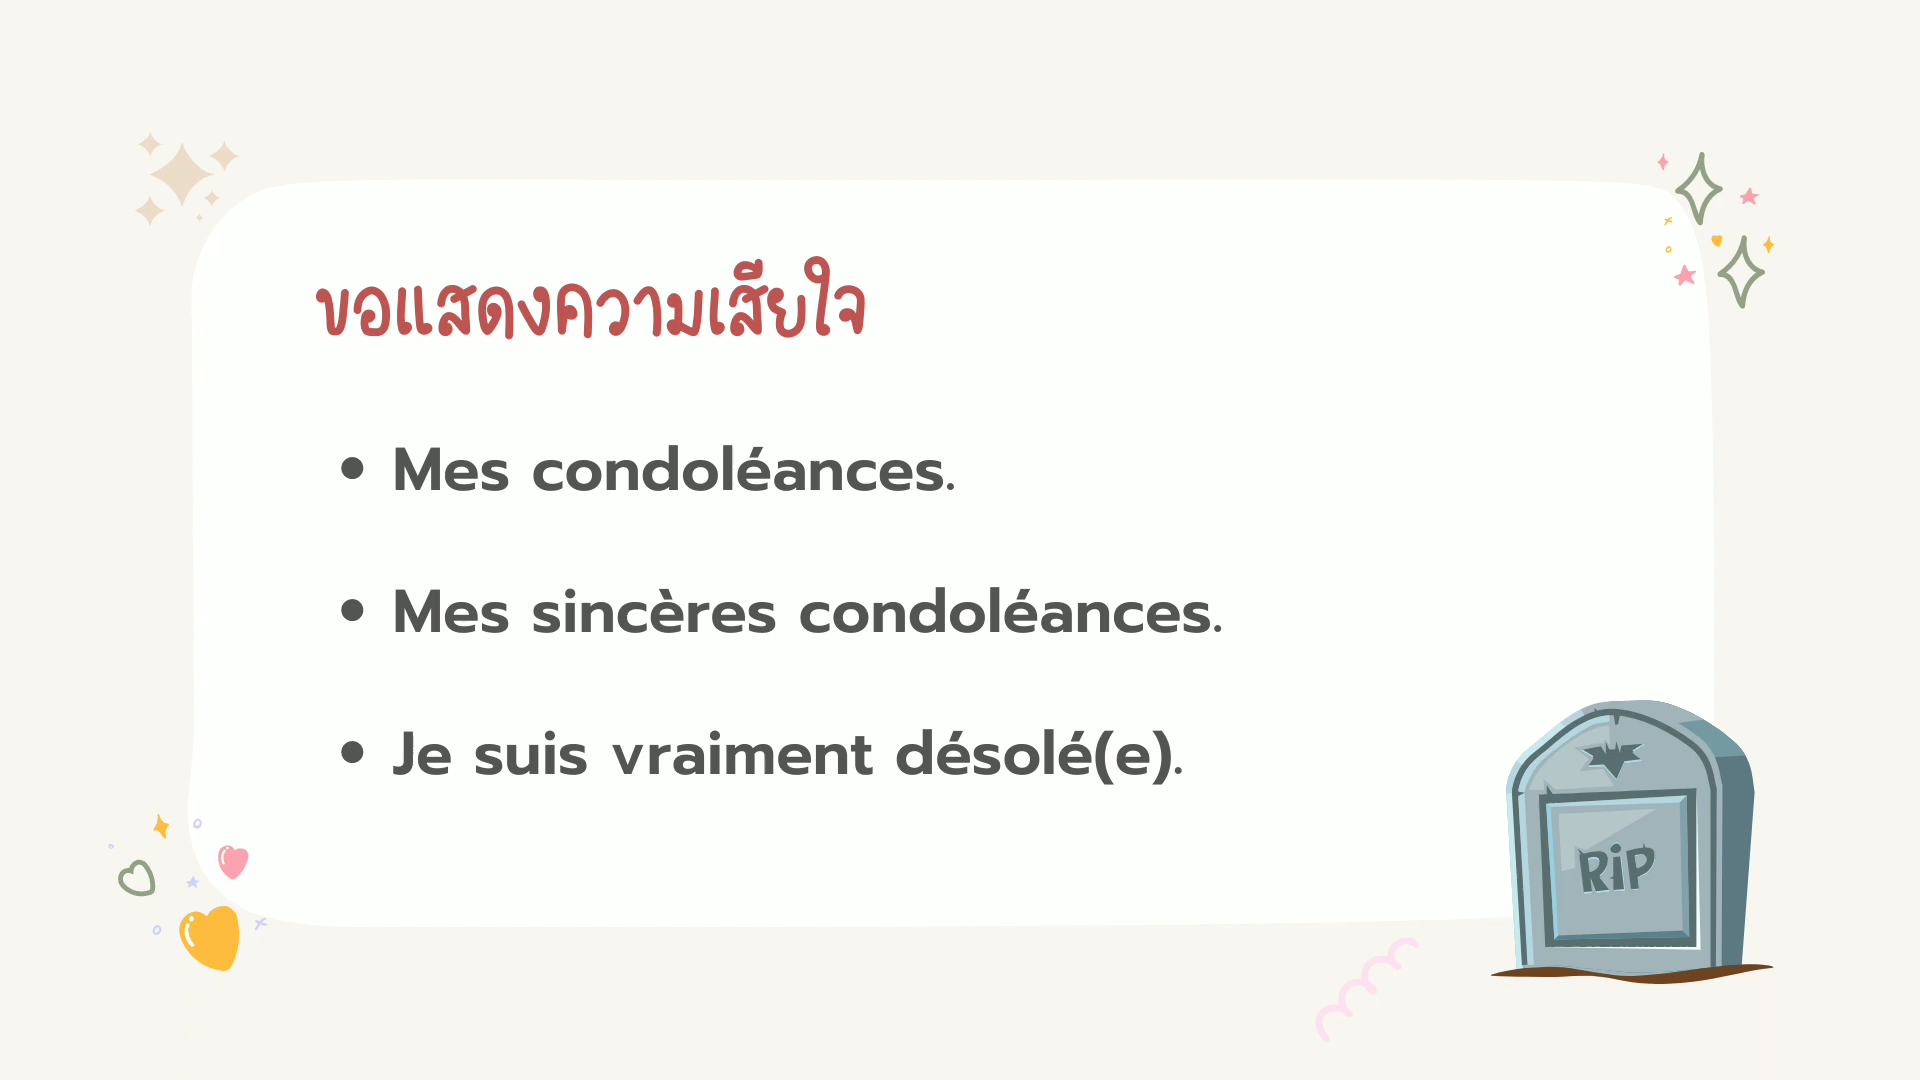 ขอแสดงความเสียใจ
• Mes condoléances.
• Mes sincères condoléances.
• Je suis vraiment désolé(e).
RiP